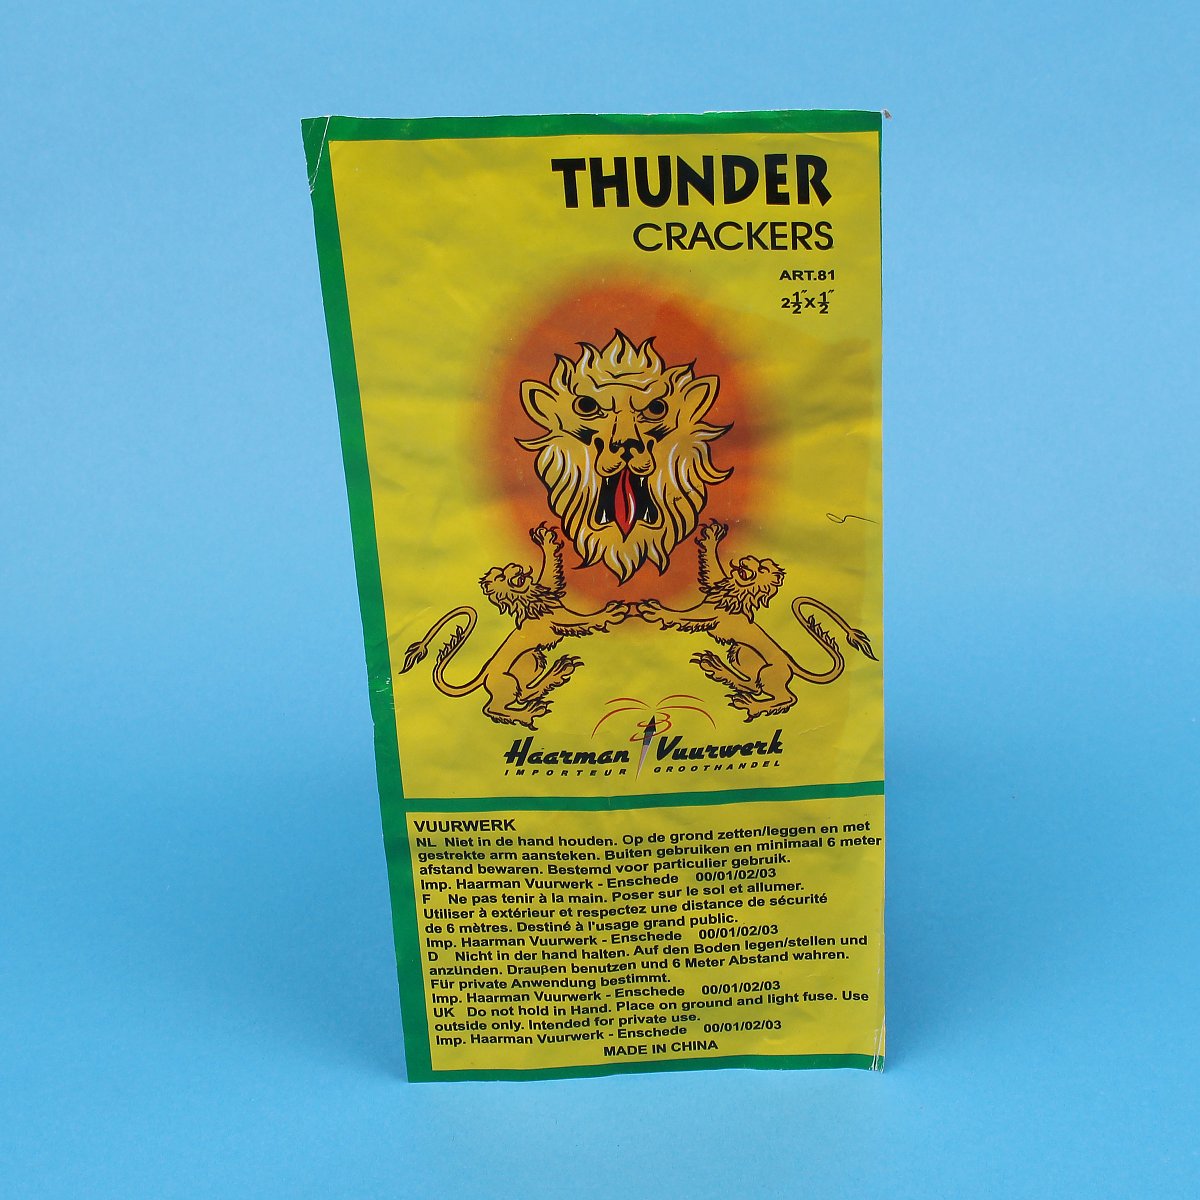 THUNDER
CRACKERS
ART.81
2 1/2" x 1/2"
Haarman Vuurwerk
IMPORTEUR GROOTHANDEL
VUURWERK
NL Niet in de hand houden. Op de grond zetten/leggen en met
gestrekte arm aansteken. Buiten gebruiken en minimaal 6 meter
afstand bewaren. Bestemd voor particulier gebruik.
Imp. Haarman Vuurwerk - Enschede 00/01/02/03
F Ne pas tenir à la main. Poser sur le sol et allumer.
Utiliser à extérieur et respectez une distance de sécurité
de 6 mètres. Destiné à l'usage grand public.
Imp. Haarman Vuurwerk - Enschede 00/01/02/03
D Nicht in der hand halten. Auf den Boden legen/stellen und
anzünden. Draußen benutzen und 6 Meter Abstand wahren.
Für private Anwendung bestimmt.
Imp. Haarman Vuurwerk - Enschede 00/01/02/03
UK Do not hold in Hand. Place on ground and light fuse. Use
outside only. Intended for private use.
Imp. Haarman Vuurwerk - Enschede 00/01/02/03
MADE IN CHINA